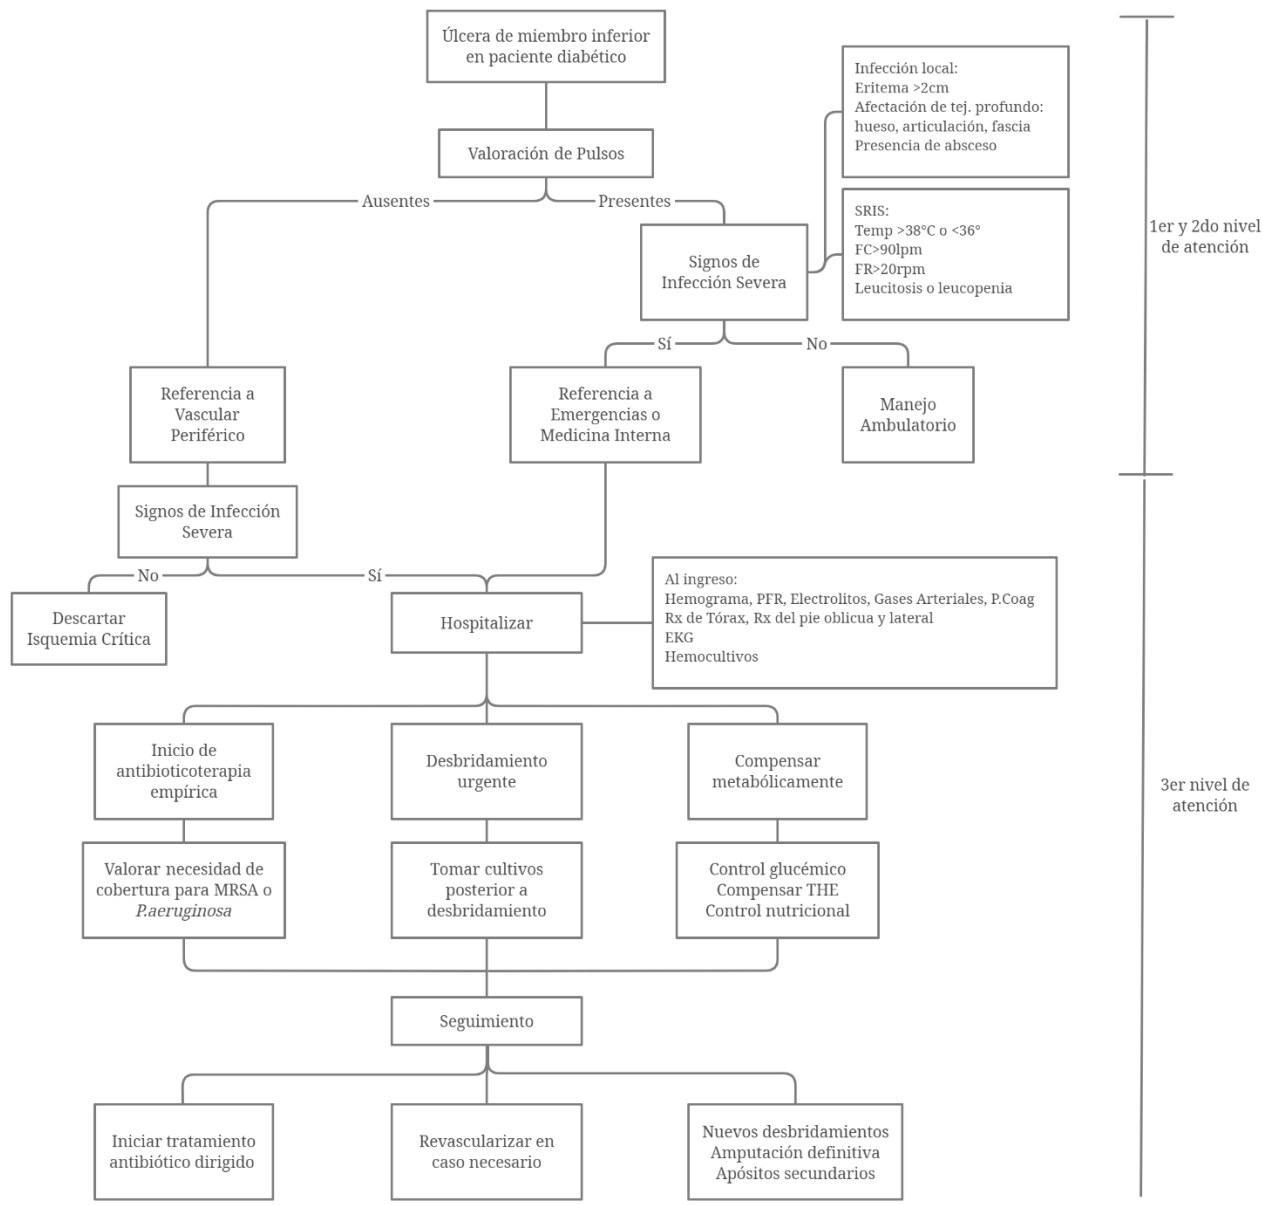 Úlcera de miembro inferior
en paciente diabético
Infección local:
Eritema >2cm
Afectación de tej. profundo:
hueso, articulación, fascia
Presencia de absceso
Valoración de Pulsos
Ausentes
Presentes
SRIS:
Temp >38°C o <36°
FC>90lpm
FR>20rpm
Leucitosis o leucopenia
1er y 2do nivel
de atención
Signos de
Infección Severa
Sí
No
Referencia a
Vascular
Periférico
Referencia a
Emergencias o
Medicina Interna
Manejo
Ambulatorio
Signos de Infección
Severa
No
Sí
Descartar
Isquemia Crítica
Hospitalizar
Al ingreso:
Hemograma, PFR, Electrolitos, Gases Arteriales, P.Coag
Rx de Tórax, Rx del pie oblicua y lateral
EKG
Hemocultivos
Inicio de
antibioticoterapia
empírica
Desbridamiento
urgente
Compensar
metabólicamente
3er nivel de
atención
Valorar necesidad de
cobertura para MRSA o
P.aeruginosa
Tomar cultivos
posterior a
desbridamiento
Control glucémico
Compensar THE
Control nutricional
Seguimiento
Iniciar tratamiento
antibiótico dirigido
Revascularizar en
caso necesario
Nuevos desbridamientos
Amputación definitiva
Apósitos secundarios